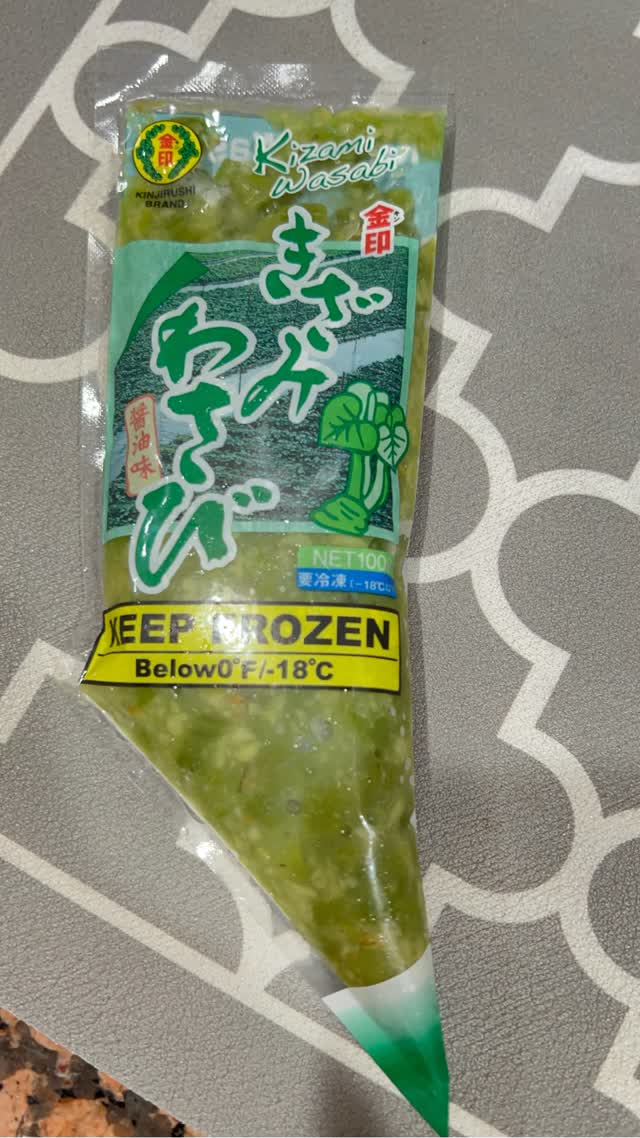 金印
KINJIRUSHI
BRAND
Kizami
Wasabi
金印
きざみ
わさび
醤油味
NET100
要冷凍(-18℃
KEEP FROZEN
Below0°F/-18°C